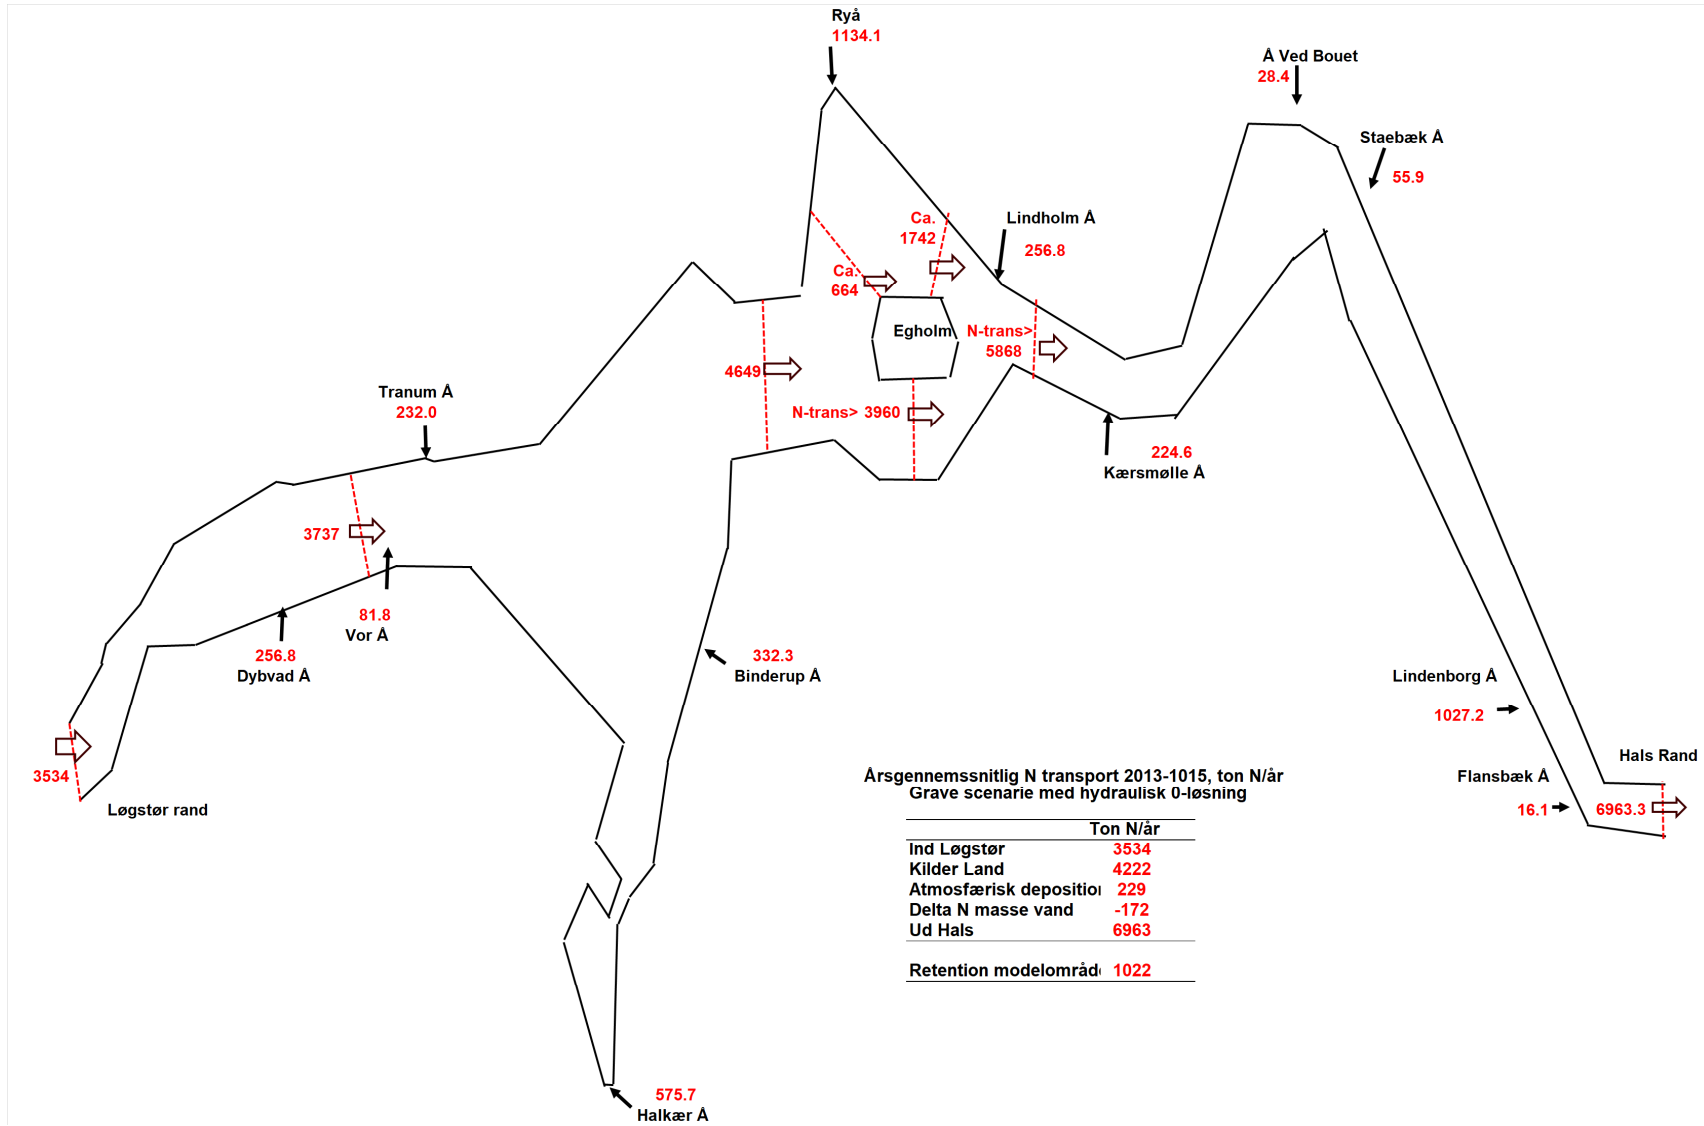 Ryå
1134.1
Å Ved Bouet
28.4
Staebæk Å
55.9
Ca.
1742
Lindholm Å
256.8
Ca.
664
Egholm
N-trans>
5868
4649
N-trans> 3960
Tranum Å
232.0
224.6
Kærsmølle Å
3737
81.8
Vor Å
256.8
Dybvad Å
332.3
Binderup Å
Lindenborg Å
1027.2
3534
Løgstør rand
Hals Rand
Flansbæk Å
16.1
6963.3
Årsgennemssnitlig N transport 2013-1015, ton N/år
Grave scenarie med hydraulisk 0-løsning
Ton N/år
Ind Løgstør 3534
Kilder Land 4222
Atmosfærisk deposition 229
Delta N masse vand -172
Ud Hals 6963
Retention modelområd 1022
575.7
Halkær Å